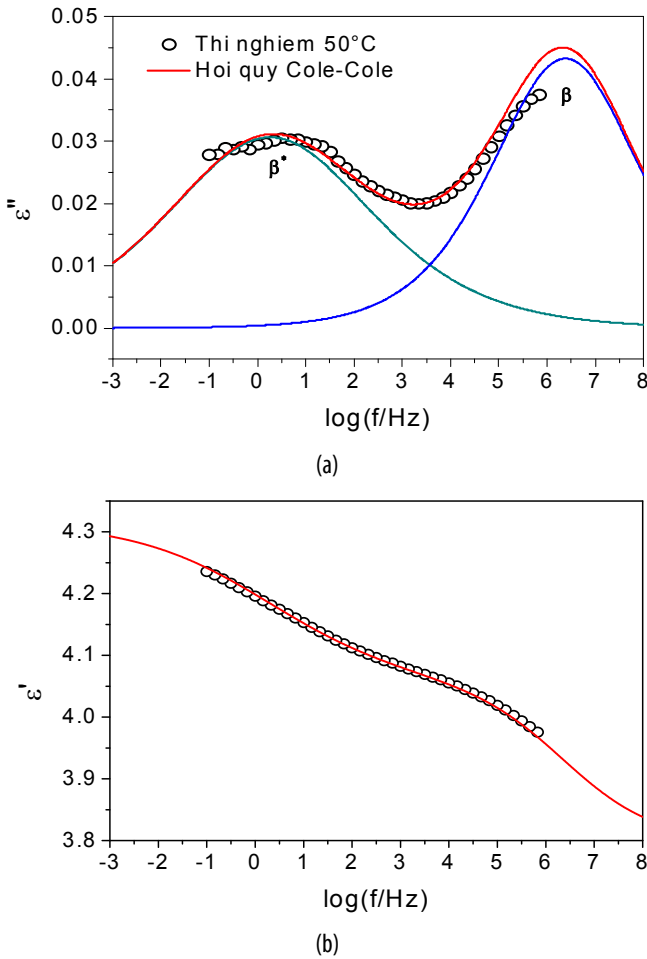 Thi nghiem 50°C
Hoi quy Cole-Cole
0.05
0.04
0.03
0.02
0.01
0.00
ε"
β*
β
-3 -2 -1 0 1 2 3 4 5 6 7 8
log(f/Hz)
(a)
4.3
4.2
4.1
4.0
3.9
3.8
ε'
-3 -2 -1 0 1 2 3 4 5 6 7 8
log(f/Hz)
(b)